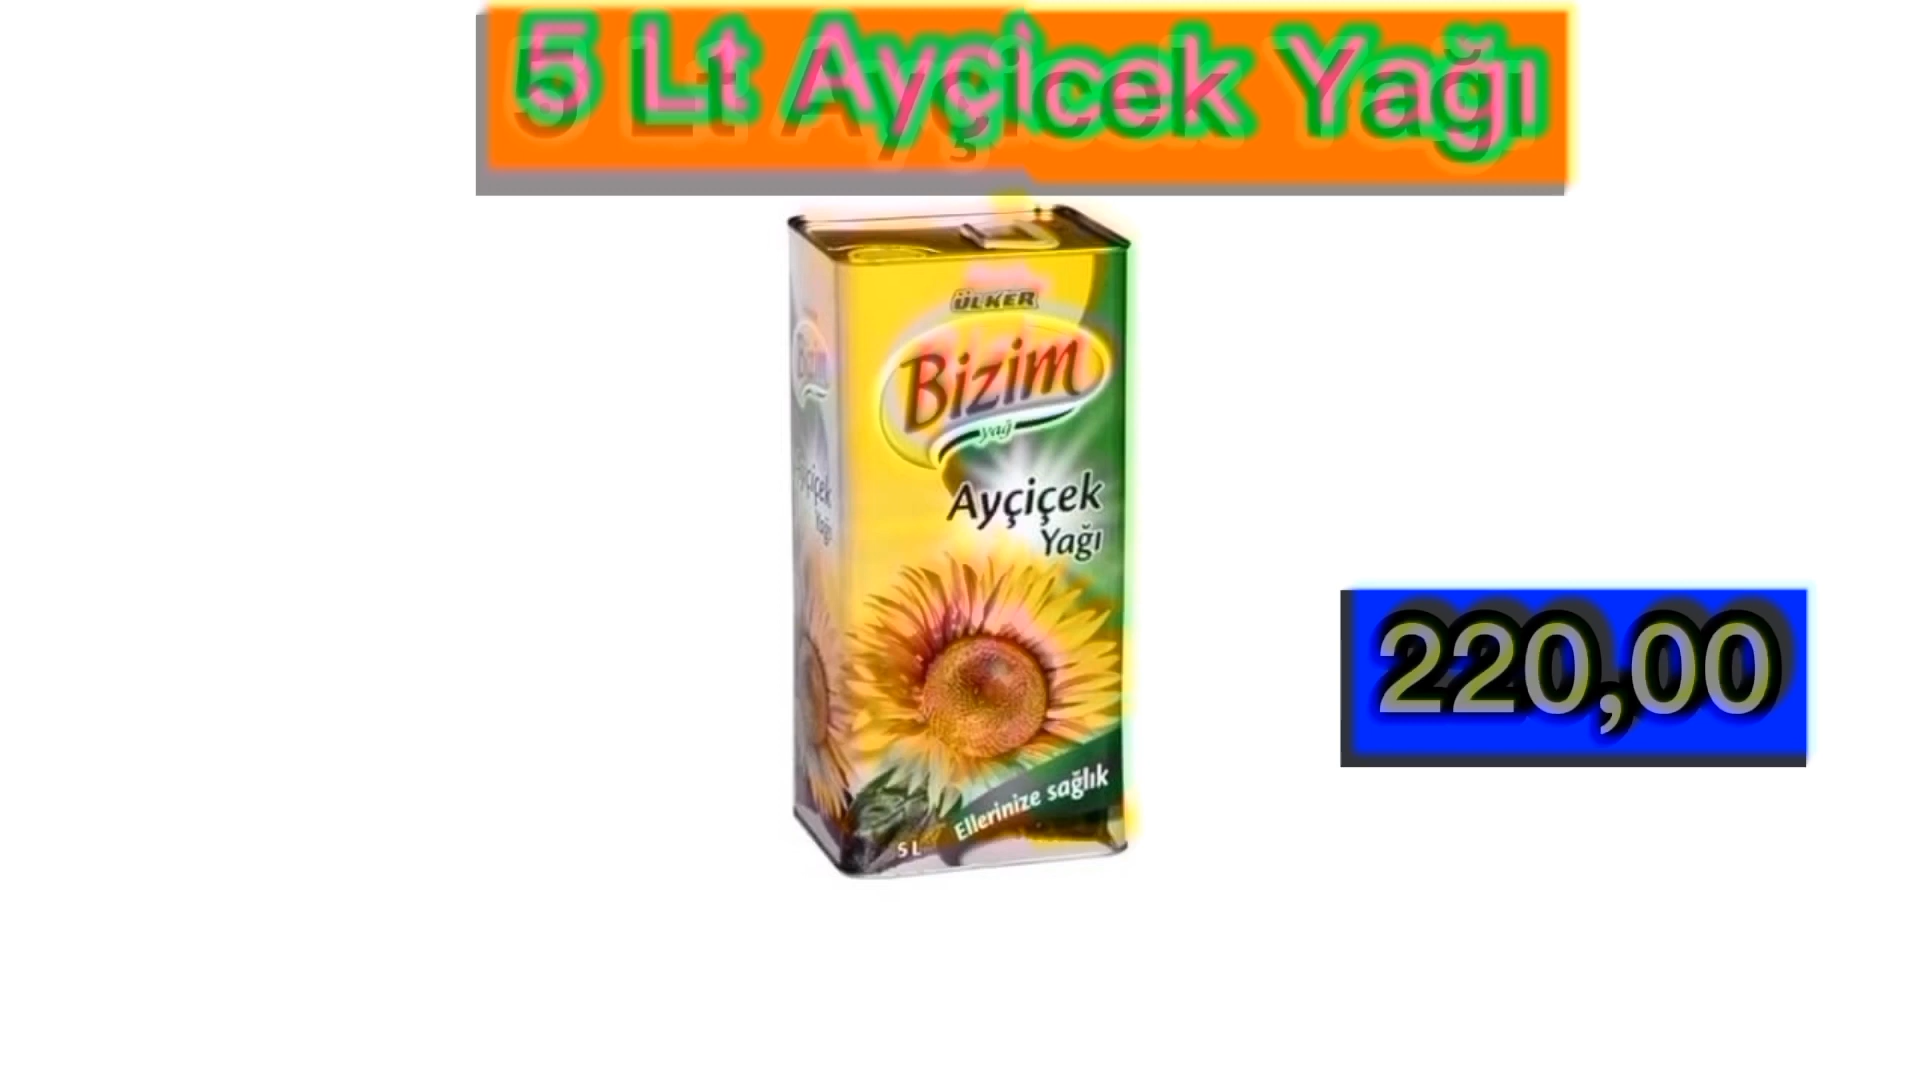 5 Lt Ayçicek Yağı
ÜLKER
Bizim
yağ
Ayçiçek
Yağı
220,00
Ellerinize sağlık
5 L